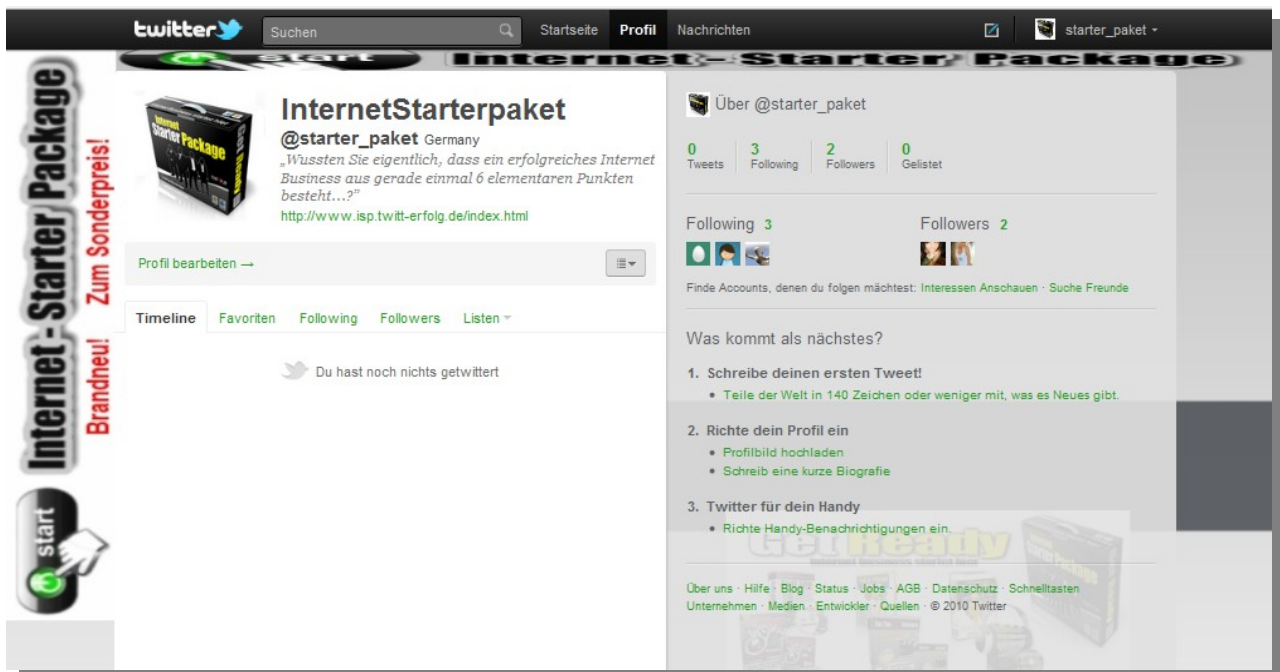 twitter
Suchen
Startseite Profil Nachrichten
starter_paket
start Internet-Starter Package
Internet-Starter Package
Brandneu! Zum Sonderpreis!
start
Internet
Starter Package
Get Ready
InternetStarterpaket
@starter_paket Germany
„Wussten Sie eigentlich, dass ein erfolgreiches Internet
Business aus gerade einmal 6 elementaren Punkten
besteht...?”
http://www.isp.twitt-erfolg.de/index.html
Profil bearbeiten →
Timeline Favoriten Following Followers Listen
Du hast noch nichts getwittert
Über @starter_paket
0 3 2 0
Tweets Following Followers Gelistet
Following 3 Followers 2
Finde Accounts, denen du folgen mächtest: Interessen Anschauen · Suche Freunde
Was kommt als nächstes?
1. Schreibe deinen ersten Tweet!
• Teile der Welt in 140 Zeichen oder weniger mit, was es Neues gibt.
2. Richte dein Profil ein
• Profilbild hochladen
• Schreib eine kurze Biografie
3. Twitter für dein Handy
• Richte Handy-Benachrichtigungen ein.
Get Ready
Über uns · Hilfe · Blog · Status · Jobs · AGB · Datenschutz · Schnelltasten
Unternehmen · Medien · Entwickler · Quellen · © 2010 Twitter